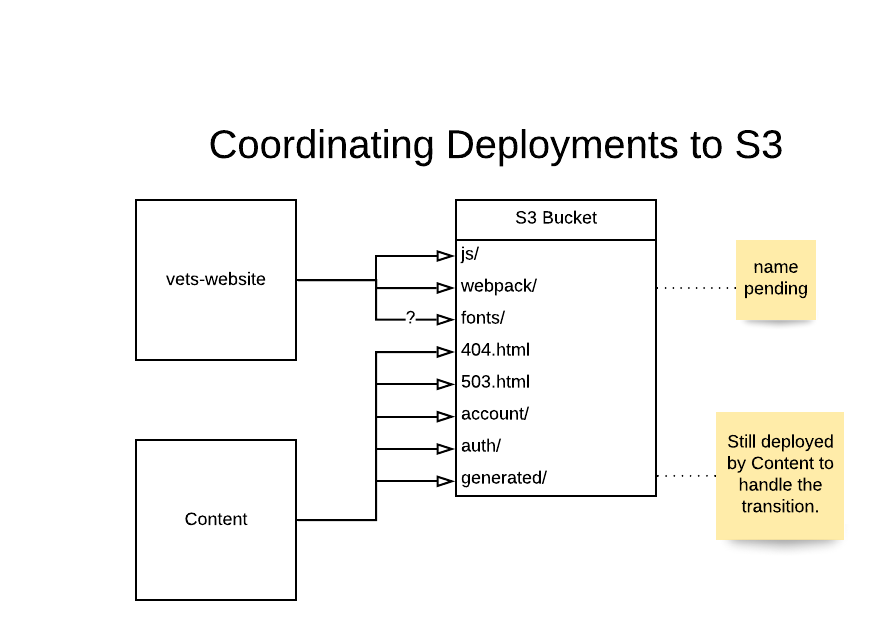 Coordinating Deployments to S3
vets-website
S3 Bucket
js/
webpack/
?
fonts/
404.html
503.html
account/
auth/
generated/
Content
name
pending
Still deployed
by Content to
handle the
transition.